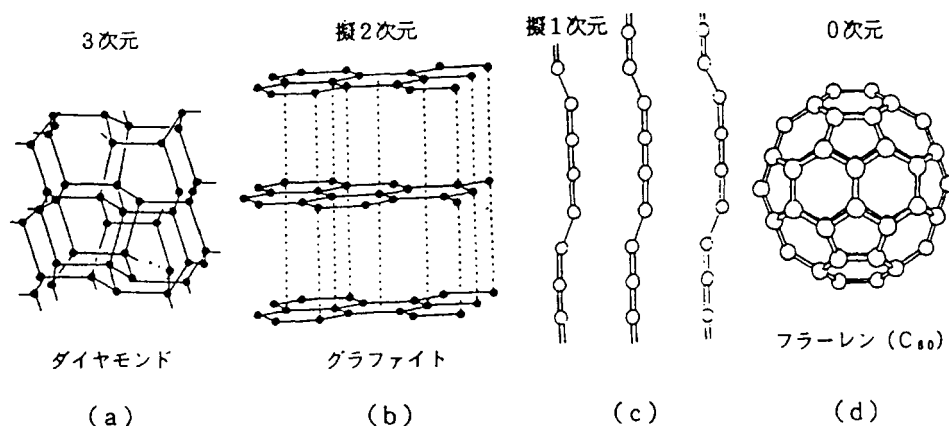 3次元
擬2次元
擬1次元
0次元
ダイヤモンド
グラファイト
フラーレン(C₆₀)
(a)
(b)
(c)
(d)